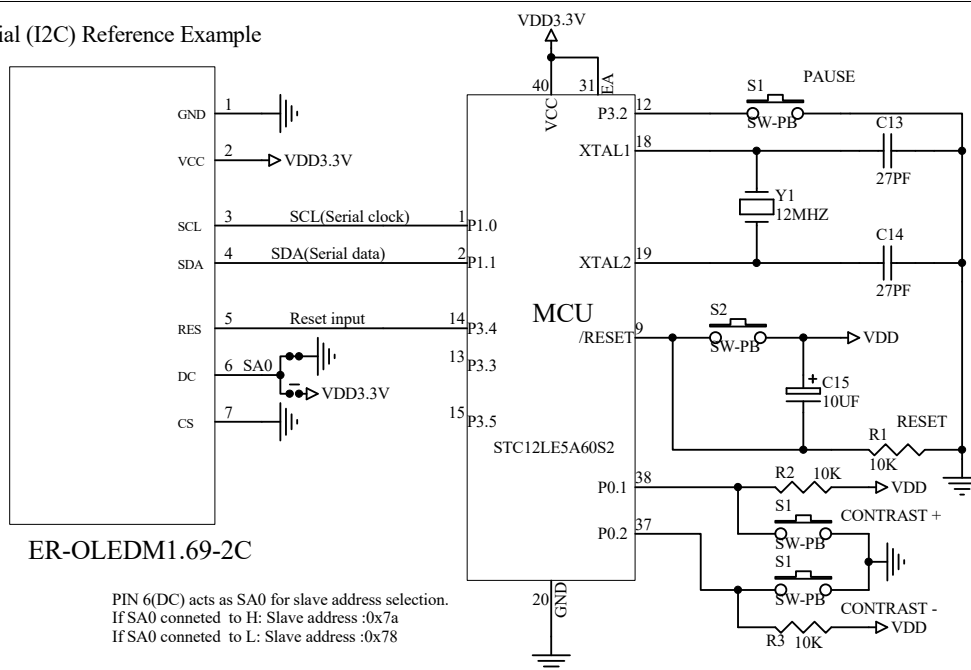 ial (I2C) Reference Example
VDD3.3V
40
31
VCC
EA
GND 1
VCC 2
VDD3.3V
SCL 3
SCL(Serial clock)
1 P1.0
SDA 4
SDA(Serial data)
2 P1.1
RES 5
Reset input
14 P3.4
DC 6 SA0
VDD3.3V
CS 7
13 P3.3
15 P3.5
MCU
STC12LE5A60S2
P3.2 12
S1
SW-PB
PAUSE
XTAL1 18
C13
27PF
Y1
12MHZ
XTAL2 19
C14
27PF
/RESET 9
S2
SW-PB
VDD
+ C15
10UF
RESET
R1
10K
P0.1 38
R2 10K
VDD
S1
SW-PB
CONTRAST +
P0.2 37
S1
SW-PB
CONTRAST -
R3 10K
VDD
20
GND
ER-OLEDM1.69-2C
PIN 6(DC) acts as SA0 for slave address selection.
If SA0 conneted to H: Slave address :0x7a
If SA0 conneted to L: Slave address :0x78